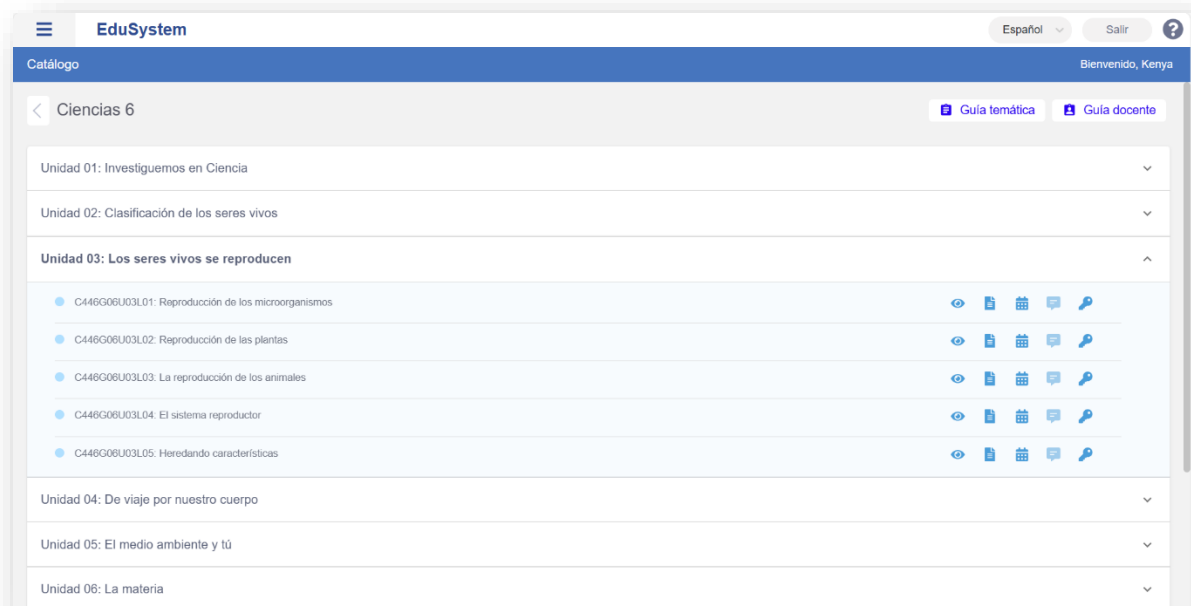 EduSystem
Español
Salir
Catálogo
Bienvenido, Kenya
Ciencias 6
Guía temática
Guía docente
Unidad 01: Investiguemos en Ciencia
Unidad 02: Clasificación de los seres vivos
Unidad 03: Los seres vivos se reproducen
C446G06U03L01: Reproducción de los microorganismos
C446G06U03L02: Reproducción de las plantas
C446G06U03L03: La reproducción de los animales
C446G06U03L04: El sistema reproductor
C446G06U03L05: Heredando características
Unidad 04: De viaje por nuestro cuerpo
Unidad 05: El medio ambiente y tú
Unidad 06: La materia